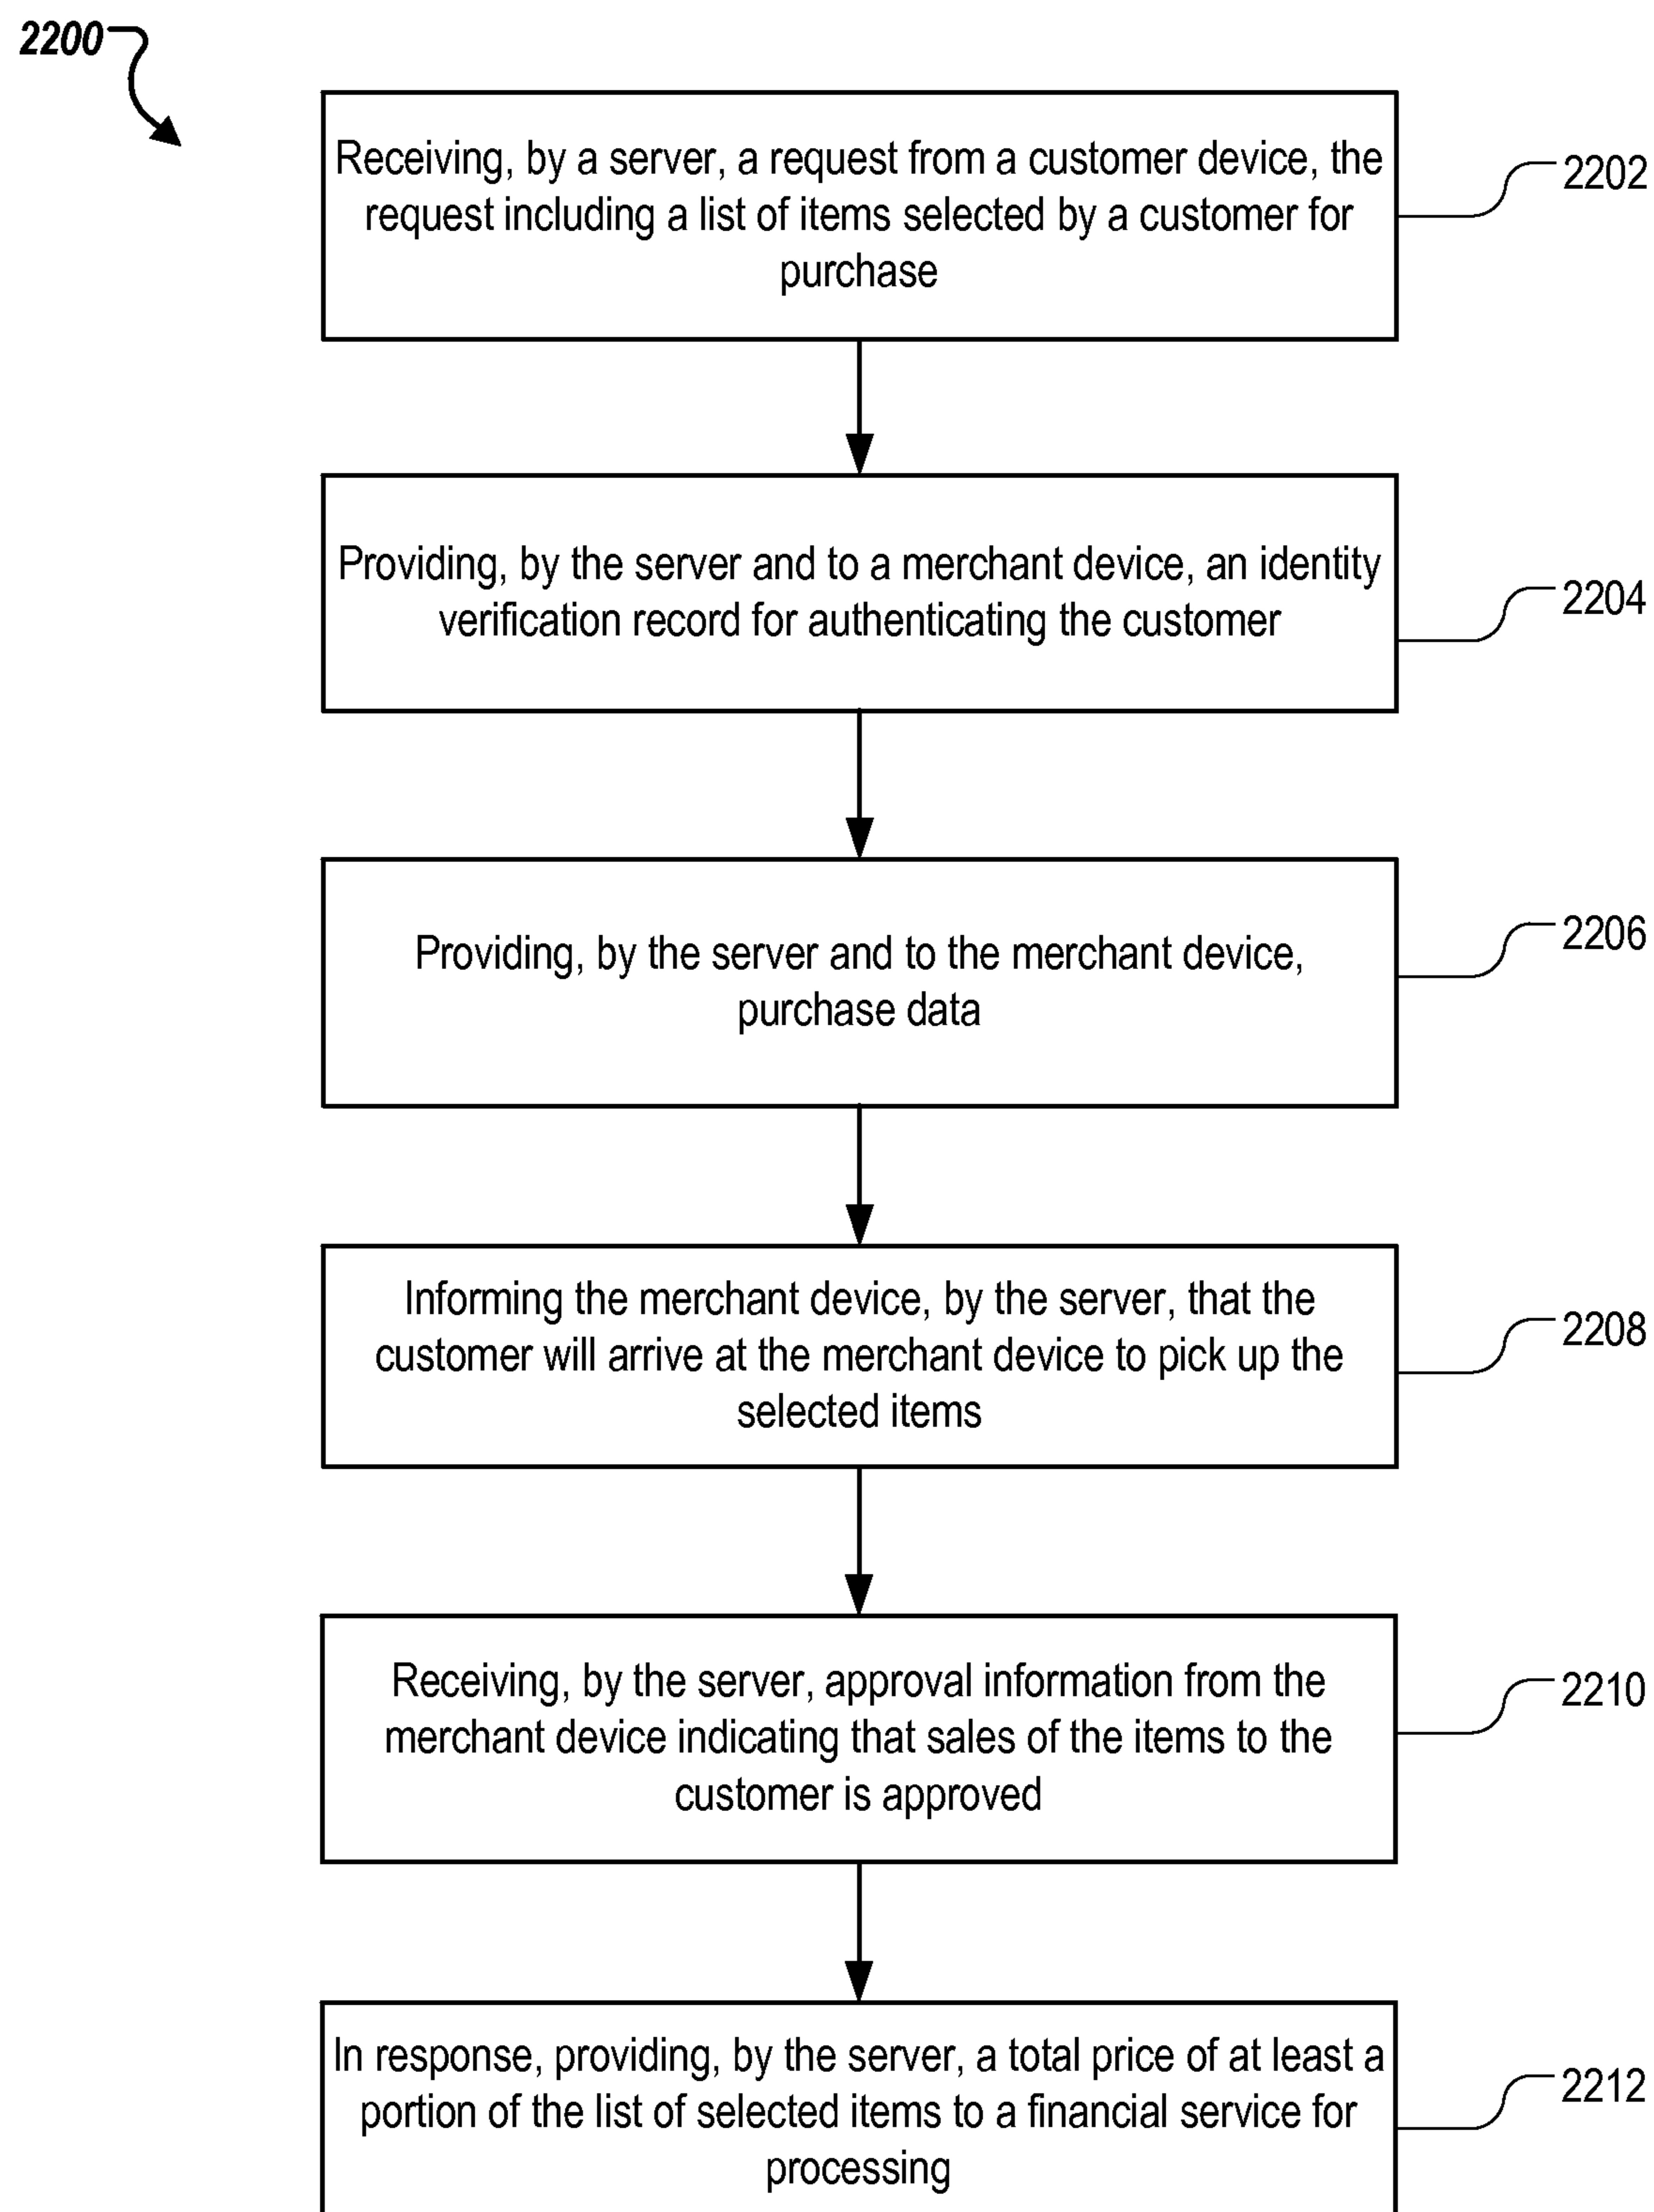 2200
Receiving, by a server, a request from a customer device, the
request including a list of items selected by a customer for
purchase
2202
Providing, by the server and to a merchant device, an identity
verification record for authenticating the customer
2204
Providing, by the server and to the merchant device,
purchase data
2206
Informing the merchant device, by the server, that the
customer will arrive at the merchant device to pick up the
selected items
2208
Receiving, by the server, approval information from the
merchant device indicating that sales of the items to the
customer is approved
2210
In response, providing, by the server, a total price of at least a
portion of the list of selected items to a financial service for
processing
2212